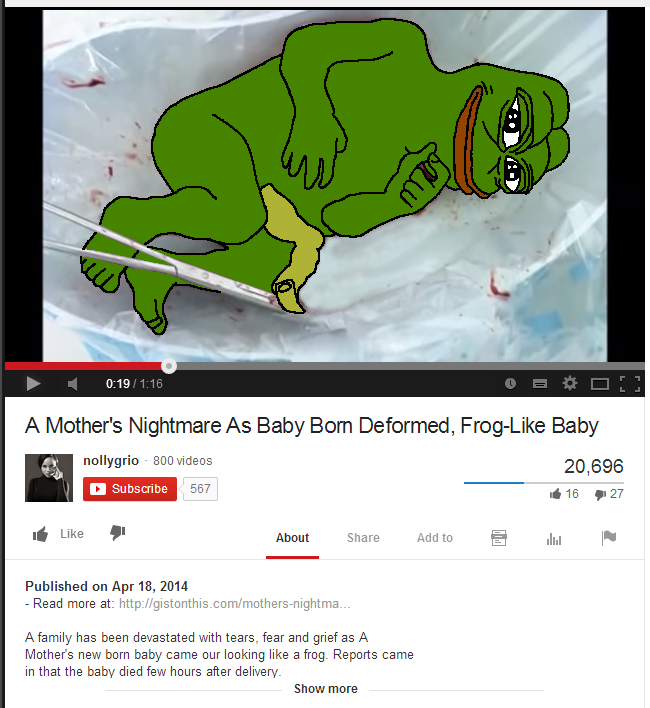 0:19 / 1:16
A Mother's Nightmare As Baby Born Deformed, Frog-Like Baby
nollygrio · 800 videos
20,696
Subscribe 567
16 27
Like
About Share Add to
Published on Apr 18, 2014
- Read more at: http://gistonthis.com/mothers-nightma...
A family has been devastated with tears, fear and grief as A
Mother's new born baby came our looking like a frog. Reports came
in that the baby died few hours after delivery.
Show more